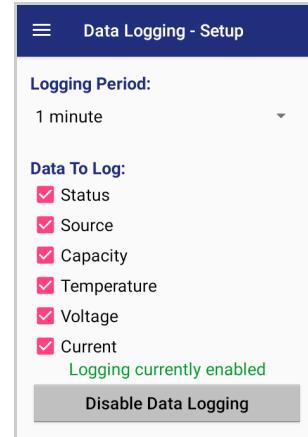 Data Logging - Setup
Logging Period:
1 minute
Data To Log:
Status
Source
Capacity
Temperature
Voltage
Current
Logging currently enabled
Disable Data Logging